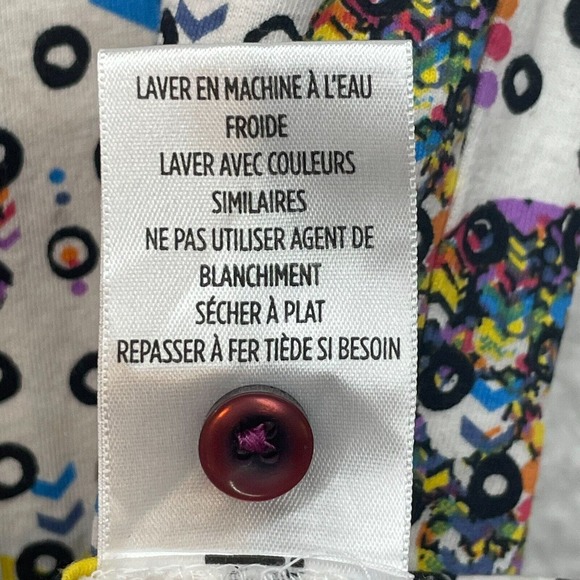 LAVER EN MACHINE À L'EAU
FROIDE
LAVER AVEC COULEURS
SIMILAIRES
NE PAS UTILISER AGENT DE
BLANCHIMENT
SÉCHER À PLAT
REPASSER À FER TIÈDE SI BESOIN